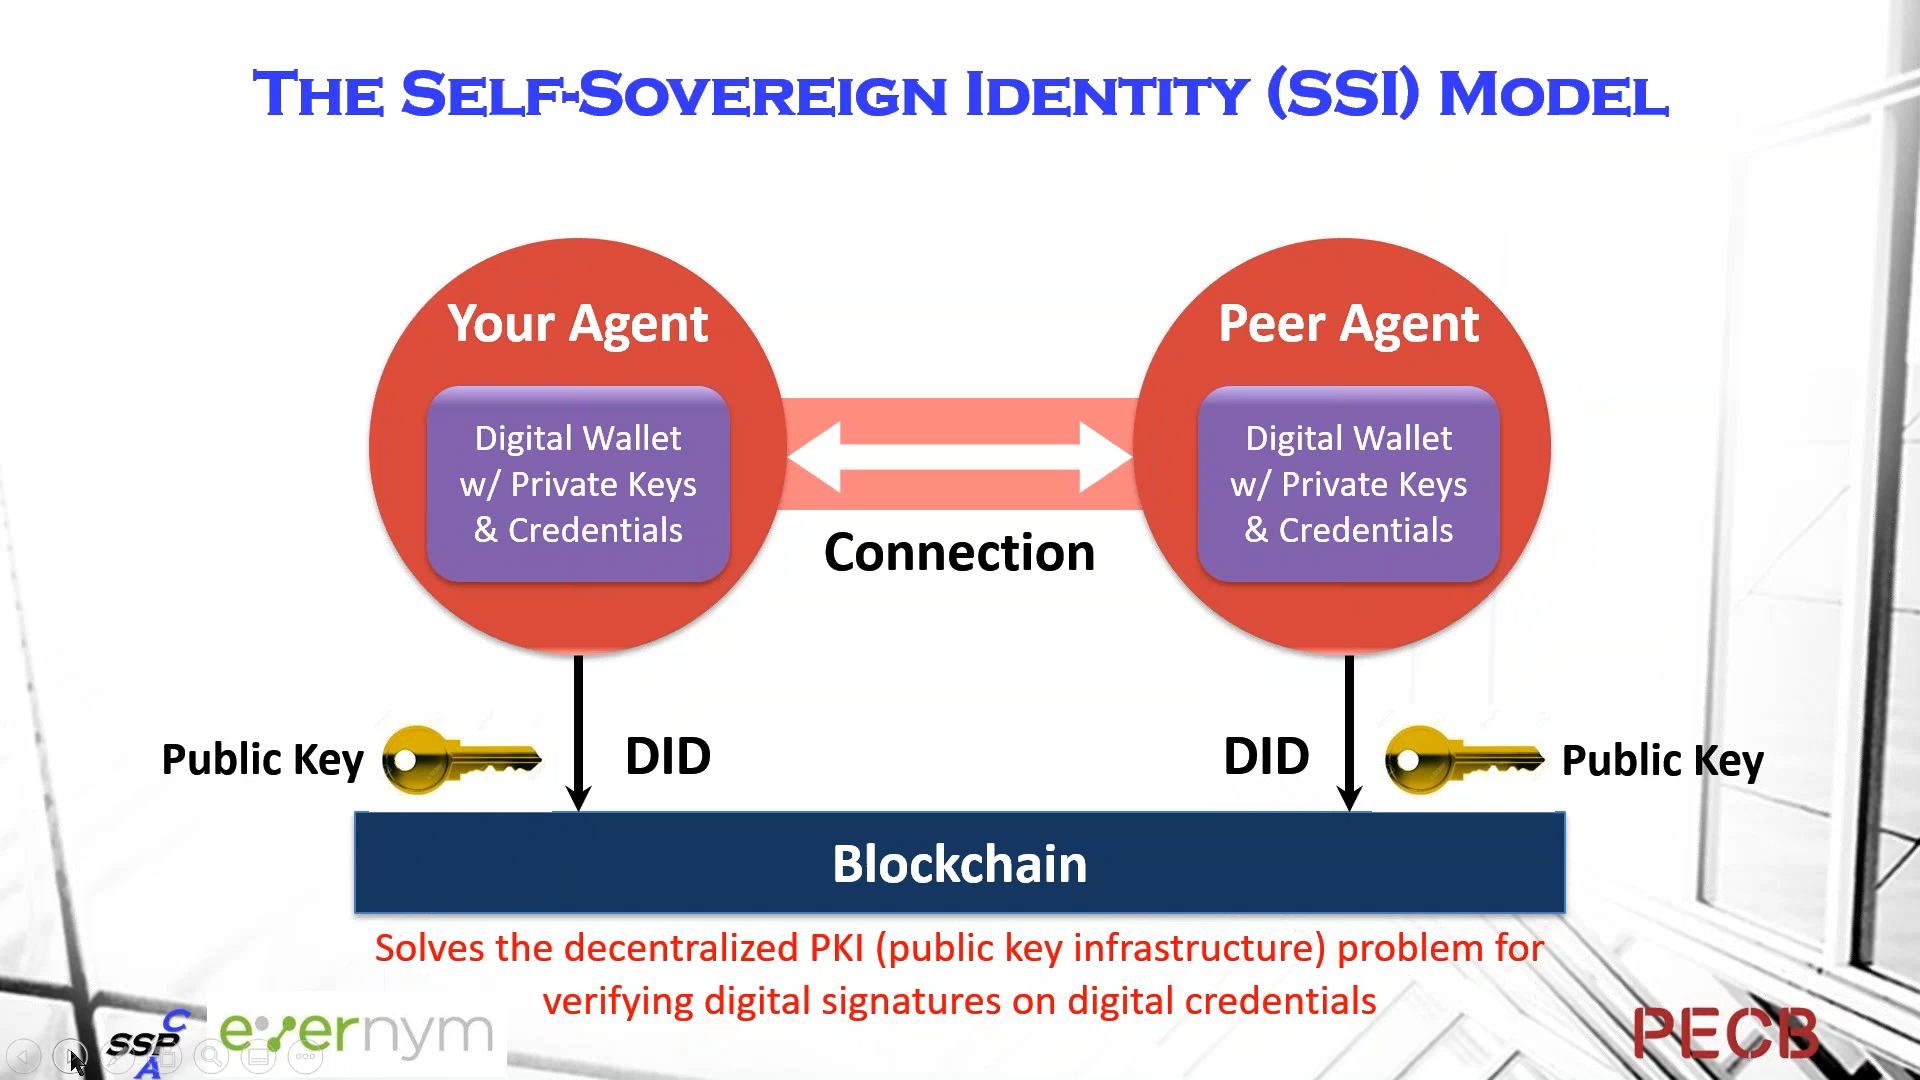 The Self-Sovereign Identity (SSI) Model
Your Agent
Digital Wallet
w/ Private Keys
& Credentials
Peer Agent
Digital Wallet
w/ Private Keys
& Credentials
Connection
Public Key
DID
DID
Public Key
Blockchain
Solves the decentralized PKI (public key infrastructure) problem for
verifying digital signatures on digital credentials
SSP
C
A
evernym
PECB